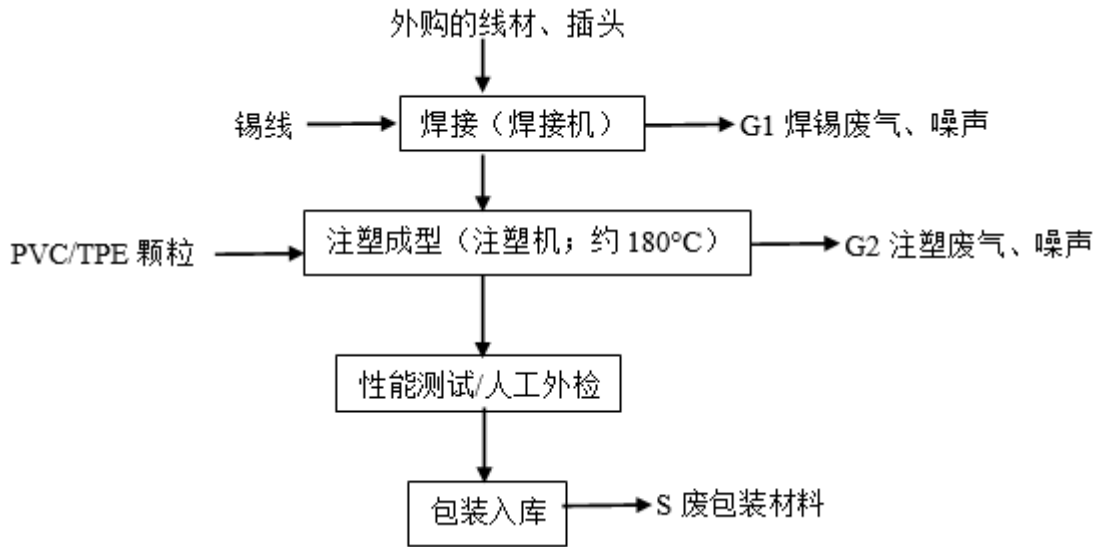 外购的线材、插头
锡线
焊接（焊接机）
G1 焊锡废气、噪声
PVC/TPE 颗粒
注塑成型（注塑机；约 180°C）
G2 注塑废气、噪声
性能测试/人工外检
包装入库
S 废包装材料